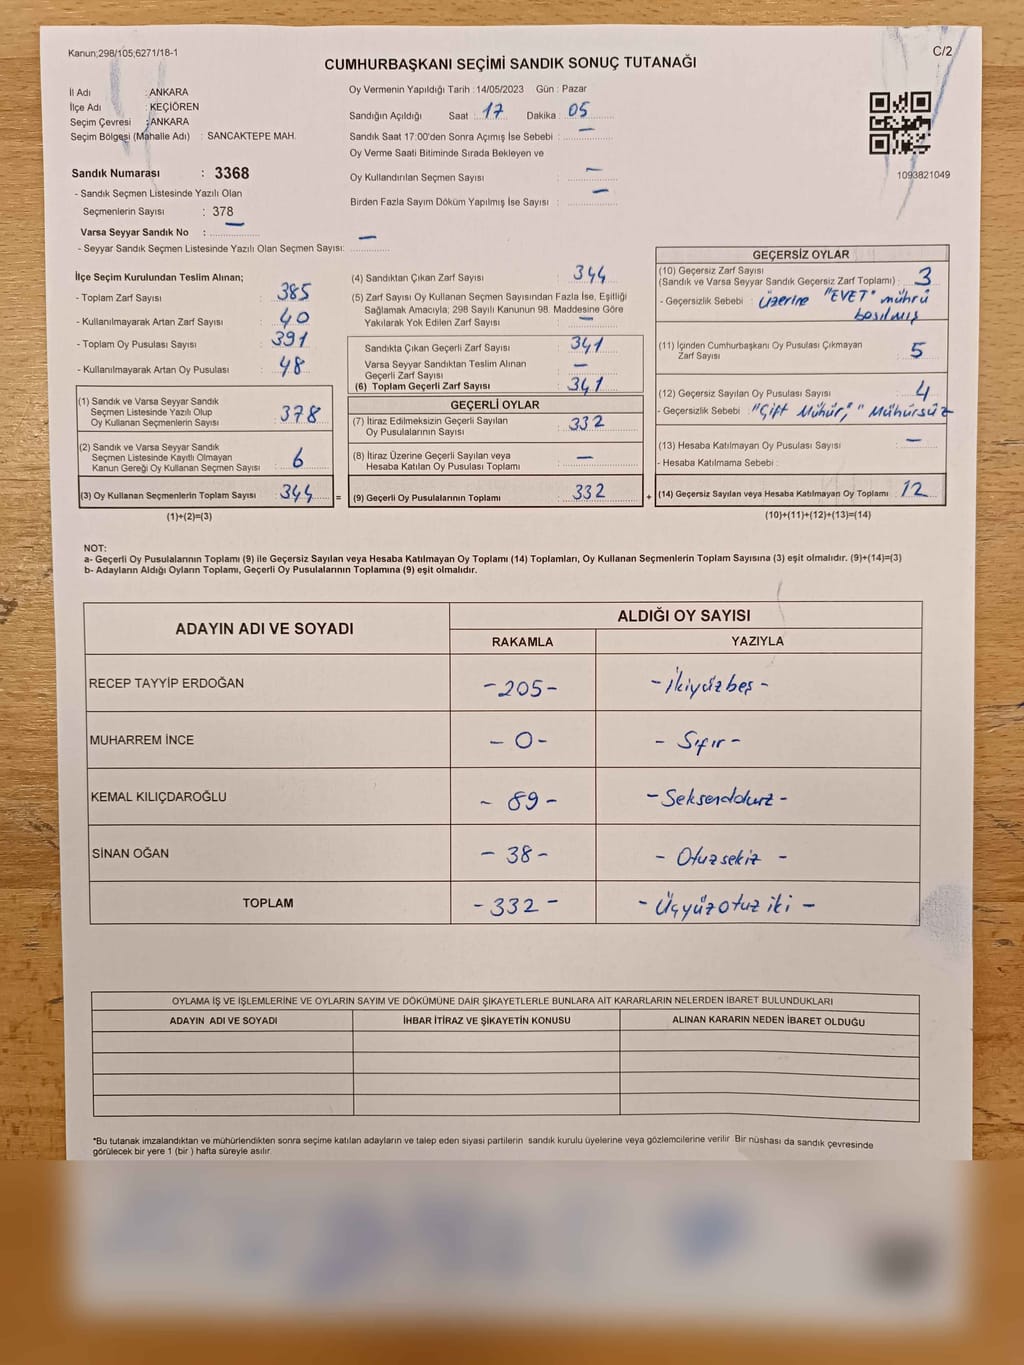 Kanun;298/105,6271/18-1
C/2
CUMHURBAŞKANI SEÇİMİ SANDIK SONUÇ TUTANAĞI
İl Adı : ANKARA
İlçe Adı : KEÇİÖREN
Seçim Çevresi : ANKARA
Seçim Bölgesi (Mahalle Adı) : SANCAKTEPE MAH.
Sandık Numarası : 3368
- Sandık Seçmen Listesinde Yazılı Olan
Seçmenlerin Sayısı : 378
Varsa Seyyar Sandık No : —
- Seyyar Sandık Seçmen Listesinde Yazılı Olan Seçmen Sayısı: —
Oy Vermenin Yapıldığı Tarih : 14/05/2023 Gün : Pazar
Sandığın Açıldığı Saat : 17 Dakika : 05
Sandık Saat 17:00'den Sonra Açımış İse Sebebi : —
Oy Verme Saati Bitiminde Sırada Bekleyen ve
Oy Kullandırılan Seçmen Sayısı : —
Birden Fazla Sayım Döküm Yapılmış İse Sayısı : —
1093821049
İlçe Seçim Kurulundan Teslim Alınan;
- Toplam Zarf Sayısı : 385
- Kullanılmayarak Artan Zarf Sayısı : 40
- Toplam Oy Pusulası Sayısı : 391
- Kullanılmayarak Artan Oy Pusulası : 48
(1) Sandık ve Varsa Seyyar Sandık
Seçmen Listesinde Yazılı Olup
Oy Kullanan Seçmenlerin Sayısı : 378
(2) Sandık ve Varsa Seyyar Sandık
Seçmen Listesinde Kayıtlı Olmayan
Kanun Gereği Oy Kullanan Seçmen Sayısı : 6
(3) Oy Kullanan Seçmenlerin Toplam Sayısı : 344 =
(1)+(2)=(3)
(4) Sandıktan Çıkan Zarf Sayısı : 344
(5) Zarf Sayısı Oy Kullanan Seçmen Sayısından Fazla İse, Eşitliği
Sağlamak Amacıyla; 298 Sayılı Kanunun 98. Maddesine Göre
Yakılarak Yok Edilen Zarf Sayısı : —
Sandıkta Çıkan Geçerli Zarf Sayısı : 341
Varsa Seyyar Sandıktan Teslim Alınan
Geçerli Zarf Sayısı : —
(6) Toplam Geçerli Zarf Sayısı : 341
GEÇERLİ OYLAR
(7) İtiraz Edilmeksizin Geçerli Sayılan
Oy Pusulalarının Sayısı : 332
(8) İtiraz Üzerine Geçerli Sayılan veya
Hesaba Katılan Oy Pusulası Toplamı : —
(9) Geçerli Oy Pusulalarının Toplamı : 332 +
GEÇERSİZ OYLAR
(10) Geçersiz Zarf Sayısı
(Sandık ve Varsa Seyyar Sandık Geçersiz Zarf Toplamı) : 3
- Geçersizlik Sebebi : üzerine "EVET" mührü
basılmış
(11) İçinden Cumhurbaşkanı Oy Pusulası Çıkmayan
Zarf Sayısı : 5
(12) Geçersiz Sayılan Oy Pusulası Sayısı : 4
- Geçersizlik Sebebi : "Çift Mühür," "Mühürsüz
(13) Hesaba Katılmayan Oy Pusulası Sayısı : —
- Hesaba Katılmama Sebebi :
(14) Geçersiz Sayılan veya Hesaba Katılmayan Oy Toplamı : 12
(10)+(11)+(12)+(13)=(14)
NOT:
a- Geçerli Oy Pusulalarının Toplamı (9) ile Geçersiz Sayılan veya Hesaba Katılmayan Oy Toplamı (14) Toplamları, Oy Kullanan Seçmenlerin Toplam Sayısına (3) eşit olmalıdır. (9)+(14)=(3)
b- Adayların Aldığı Oyların Toplamı, Geçerli Oy Pusulalarının Toplamına (9) eşit olmalıdır.
ADAYIN ADI VE SOYADI
ALDIĞI OY SAYISI
RAKAMLA YAZIYLA
RECEP TAYYİP ERDOĞAN -205- -İkiyüzbeş-
MUHARREM İNCE -0- -Sıfır-
KEMAL KILIÇDAROĞLU -89- -Seksendokuz-
SİNAN OĞAN -38- -Otuzsekiz-
TOPLAM -332- -Üçyüzotuz iki-
OYLAMA İŞ VE İŞLEMLERİNE VE OYLARIN SAYIM VE DÖKÜMÜNE DAİR ŞİKAYETLERLE BUNLARA AİT KARARLARIN NELERDEN İBARET BULUNDUKLARI
ADAYIN ADI VE SOYADI İHBAR İTİRAZ VE ŞİKAYETİN KONUSU ALINAN KARARIN NEDEN İBARET OLDUĞU
*Bu tutanak imzalandıktan ve mühürlendikten sonra seçime katılan adayların ve talep eden siyasi partilerin sandık kurulu üyelerine veya gözlemcilerine verilir Bir nüshası da sandık çevresinde
görülecek bir yere 1 (bir ) hafta süreyle asılır.